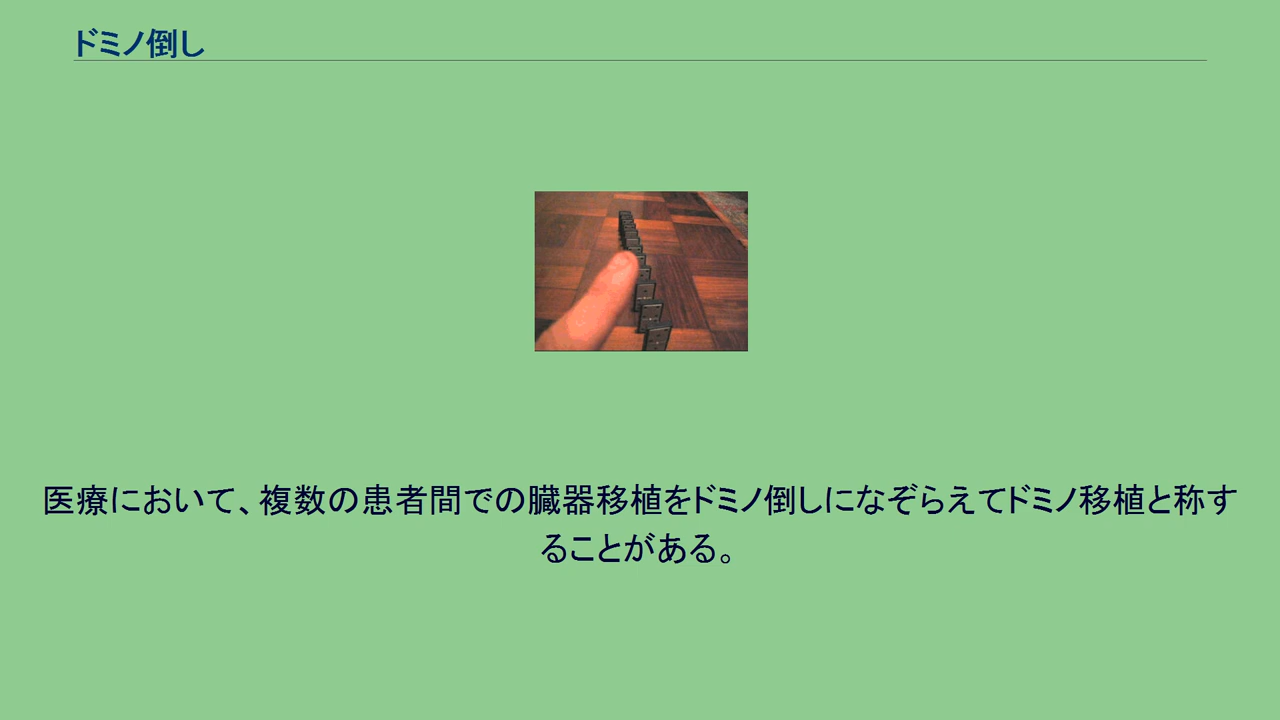 ドミノ倒し
医療において、複数の患者間での臓器移植をドミノ倒しになぞらえてドミノ移植と称す
ることがある。